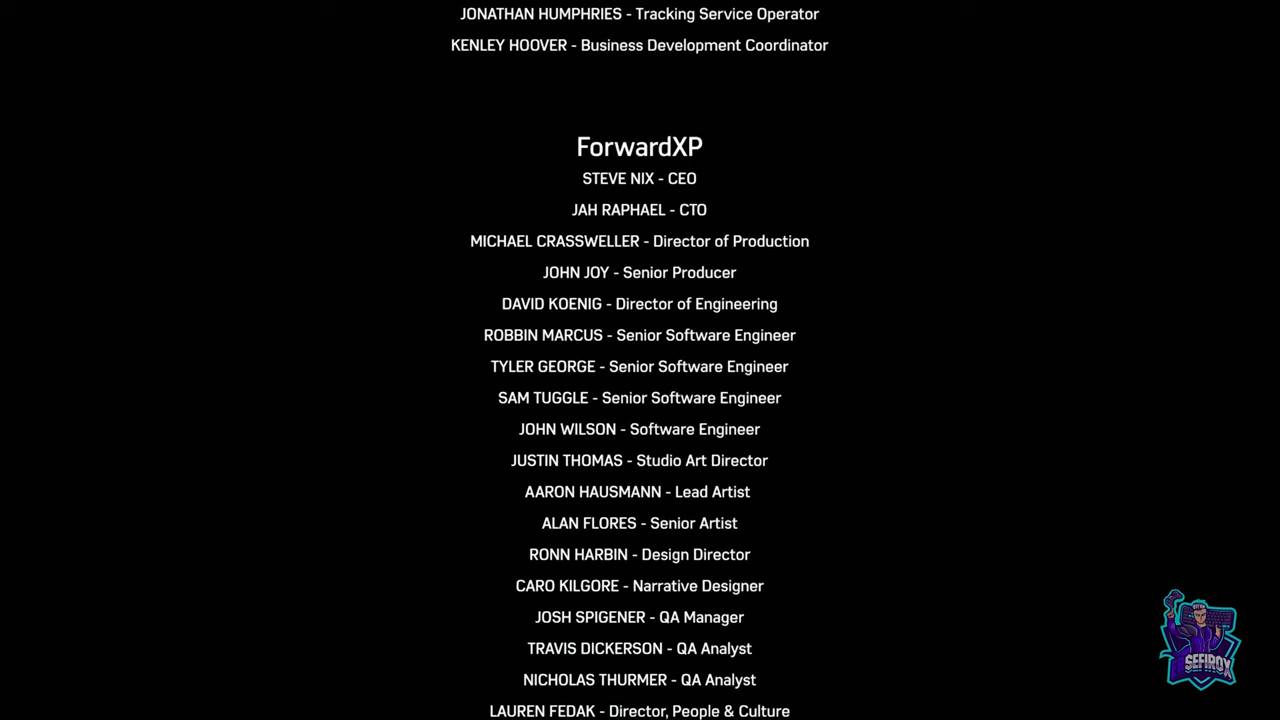 JONATHAN HUMPHRIES - Tracking Service Operator
KENLEY HOOVER - Business Development Coordinator
ForwardXP
STEVE NIX - CEO
JAH RAPHAEL - CTO
MICHAEL CRASSWELLER - Director of Production
JOHN JOY - Senior Producer
DAVID KOENIG - Director of Engineering
ROBBIN MARCUS - Senior Software Engineer
TYLER GEORGE - Senior Software Engineer
SAM TUGGLE - Senior Software Engineer
JOHN WILSON - Software Engineer
JUSTIN THOMAS - Studio Art Director
AARON HAUSMANN - Lead Artist
ALAN FLORES - Senior Artist
RONN HARBIN - Design Director
CARO KILGORE - Narrative Designer
JOSH SPIGENER - QA Manager
TRAVIS DICKERSON - QA Analyst
NICHOLAS THURMER - QA Analyst
LAUREN FEDAK - Director, People & Culture
SEFIROX